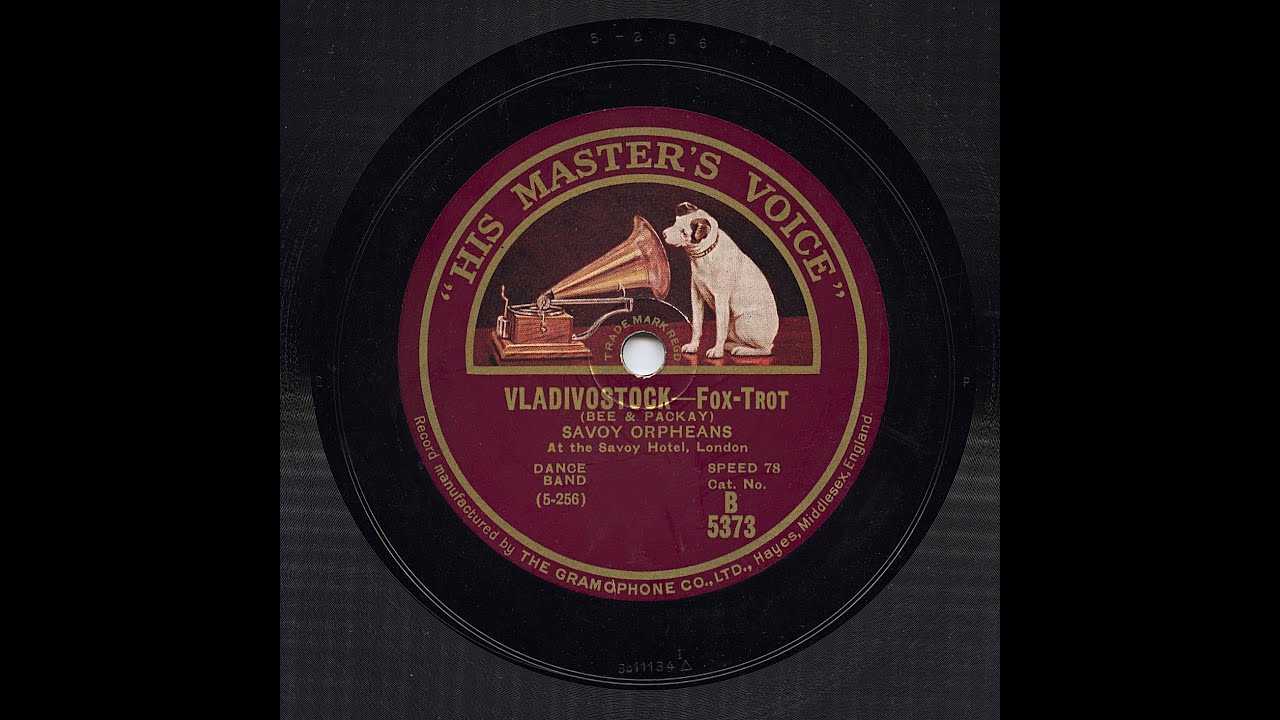 5-256
"HIS MASTER'S VOICE"
TRADE MARK.REGD
VLADIVOSTOCK—FOX-TROT
(BEE & PACKAY)
SAVOY ORPHEANS
At the Savoy Hotel, London
DANCE BAND
(5-256)
SPEED 78
Cat. No.
B
5373
Record manufactured by THE GRAMOPHONE CO., LTD., Hayes, Middlesex, England.
P